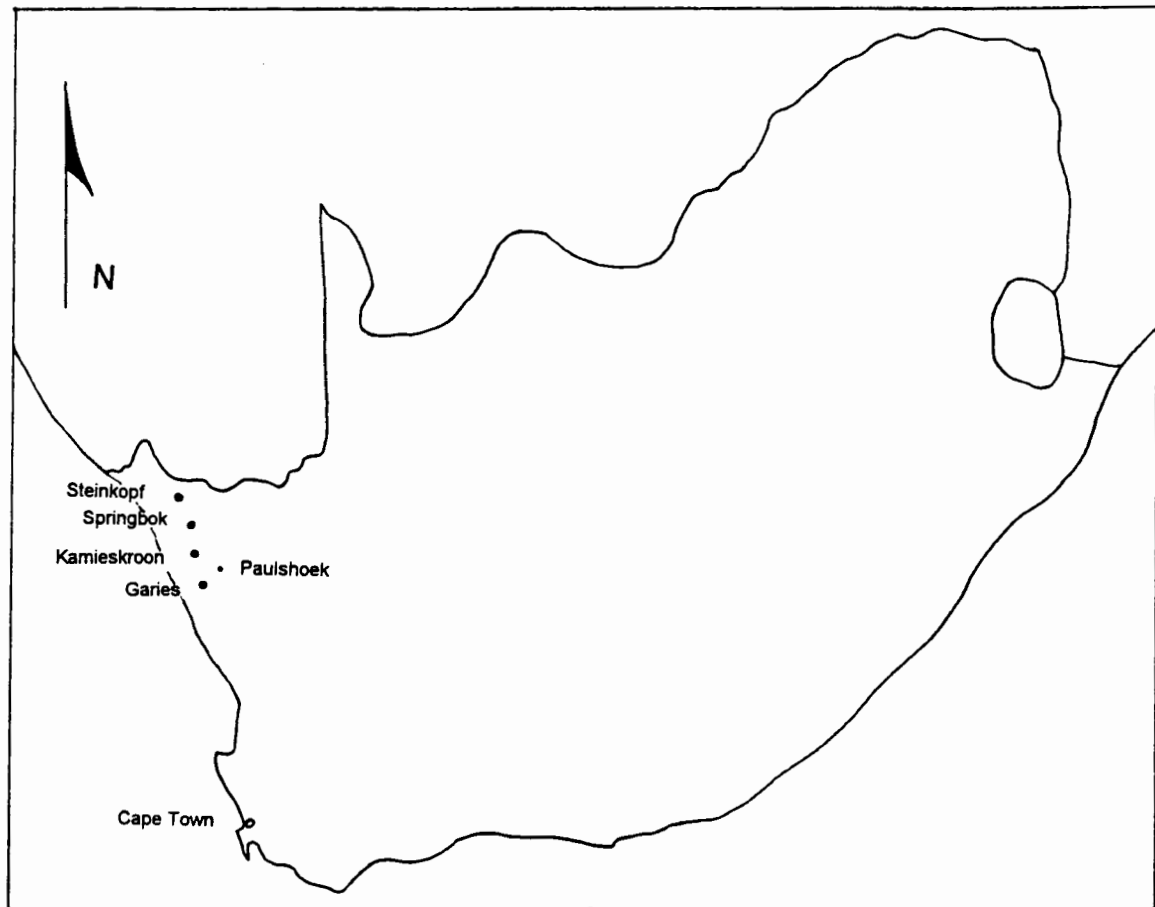 N
Steinkopf
Springbok
Kamieskroon
Paulshoek
Garies
Cape Town